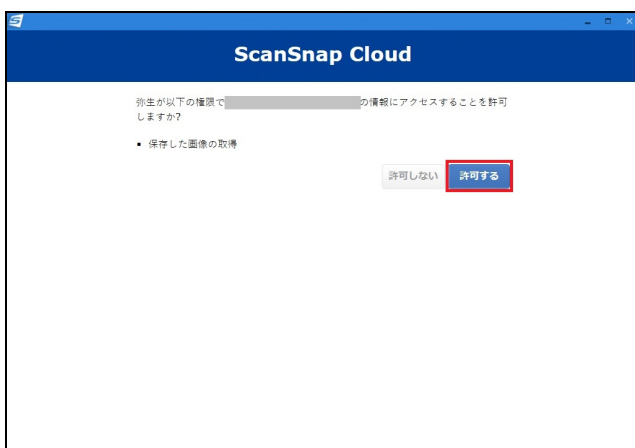 ScanSnap Cloud
弥生が以下の権限で の情報にアクセスすることを許可
しますか?
▪ 保存した画像の取得
許可しない 許可する